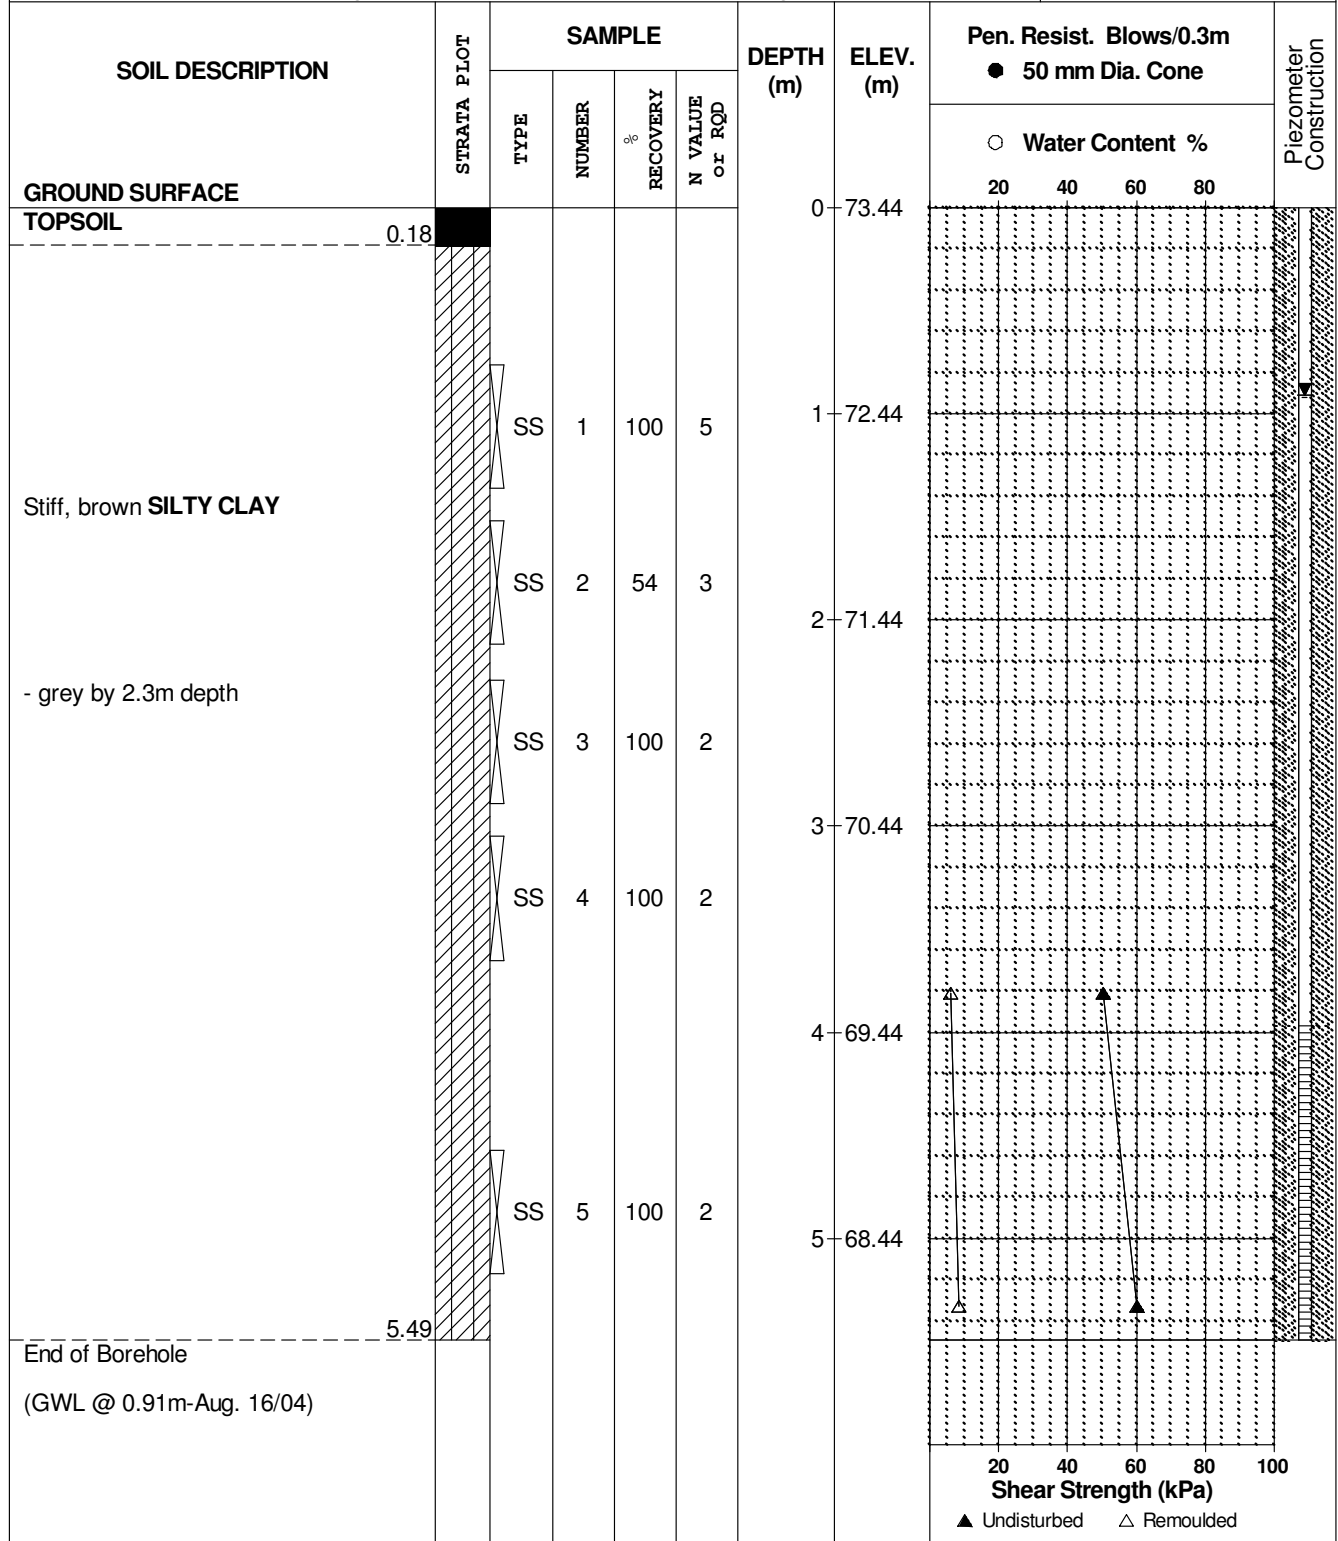 SOIL DESCRIPTION
STRATA PLOT
SAMPLE
TYPE
NUMBER
%
RECOVERY
N VALUE
or RQD
DEPTH
(m)
ELEV.
(m)
Pen. Resist. Blows/0.3m
● 50 mm Dia. Cone
○ Water Content %
Piezometer
Construction
20 40 60 80
GROUND SURFACE
TOPSOIL
0.18
0 73.44
SS 1 100 5
1 72.44
Stiff, brown SILTY CLAY
SS 2 54 3
2 71.44
- grey by 2.3m depth
SS 3 100 2
3 70.44
SS 4 100 2
4 69.44
SS 5 100 2
5 68.44
5.49
End of Borehole
(GWL @ 0.91m-Aug. 16/04)
20 40 60 80 100
Shear Strength (kPa)
▲ Undisturbed △ Remoulded